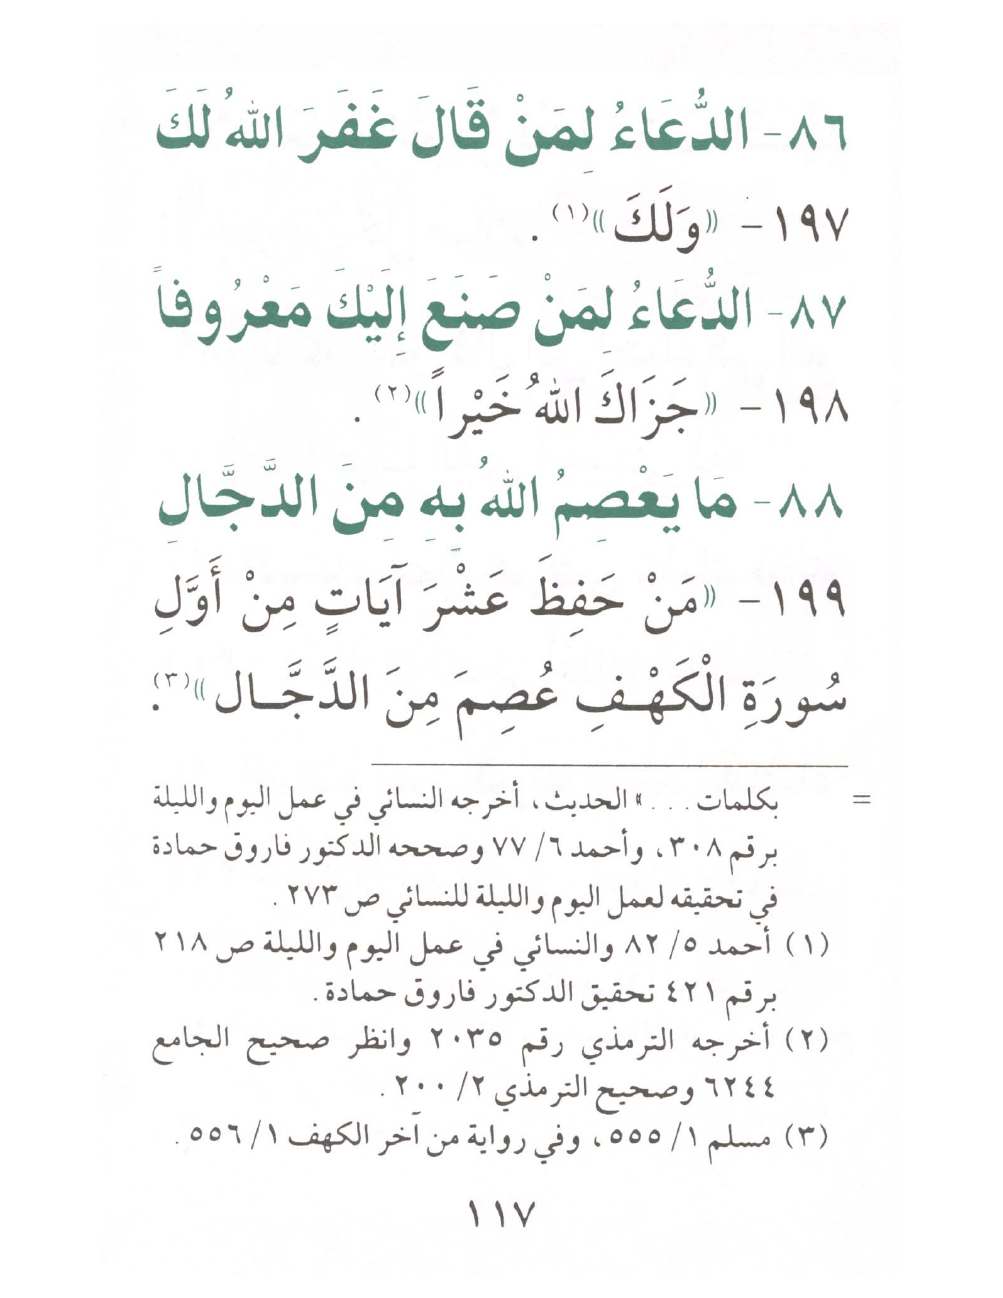 ٨٦- الدُّعَاءُ لِمَنْ قَالَ غَفَرَ اللهُ لَكَ
١٩٧- ((وَلَكَ))(١).
٨٧- الدُّعَاءُ لِمَنْ صَنَعَ إِلَيْكَ مَعْرُوفاً
١٩٨- ((جَزَاكَ اللهُ خَيْراً))(٢).
٨٨- مَا يَعْصِمُ اللهُ بِهِ مِنَ الدَّجَّالِ
١٩٩- ((مَنْ حَفِظَ عَشْرَ آيَاتٍ مِنْ أَوَّلِ
سُورَةِ الْكَهْفِ عُصِمَ مِنَ الدَّجَّالِ))(٣).
= بكلمات . . .» الحديث، أخرجه النسائي في عمل اليوم والليلة
برقم ٣٠٨، وأحمد ٦/ ٧٧ وصححه الدكتور فاروق حمادة
في تحقيقه لعمل اليوم والليلة للنسائي ص ٢٧٣.
(١) أحمد ٥/ ٨٢ والنسائي في عمل اليوم والليلة ص ٢١٨
برقم ٤٢١ تحقيق الدكتور فاروق حمادة.
(٢) أخرجه الترمذي رقم ٢٠٣٥ وانظر صحيح الجامع
٦٢٤٤ وصحيح الترمذي ٢/ ٢٠٠.
(٣) مسلم ١/ ٥٥٥، وفي رواية من آخر الكهف ١/ ٥٥٦.
١١٧